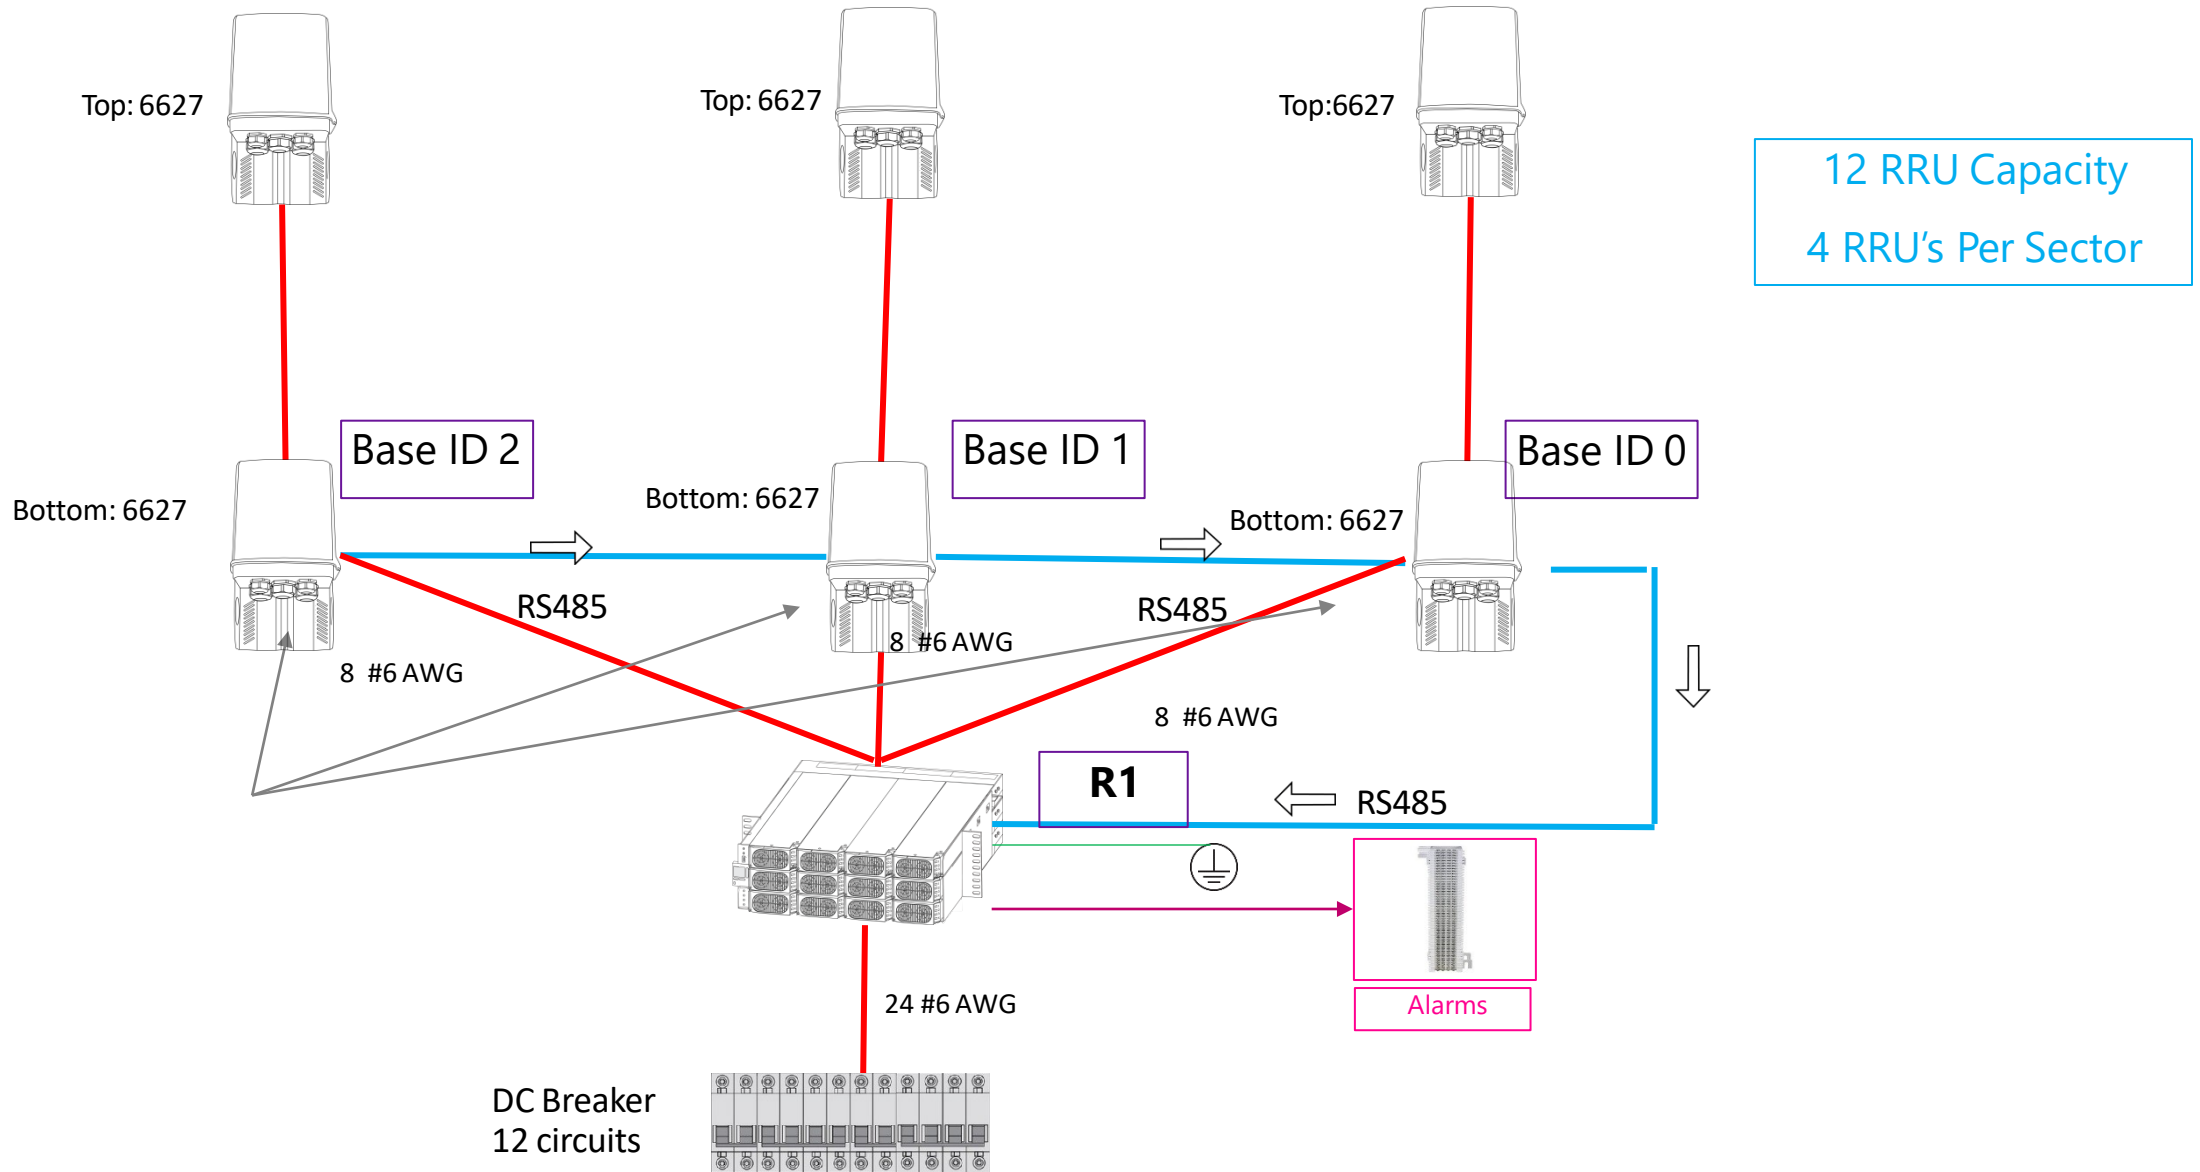 Top: 6627
Top: 6627
Top:6627
12 RRU Capacity
4 RRU's Per Sector
Base ID 2
Base ID 1
Base ID 0
Bottom: 6627
Bottom: 6627
Bottom: 6627
RS485
RS485
8 #6 AWG
8 #6 AWG
8 #6 AWG
R1
RS485
24 #6 AWG
Alarms
DC Breaker
12 circuits